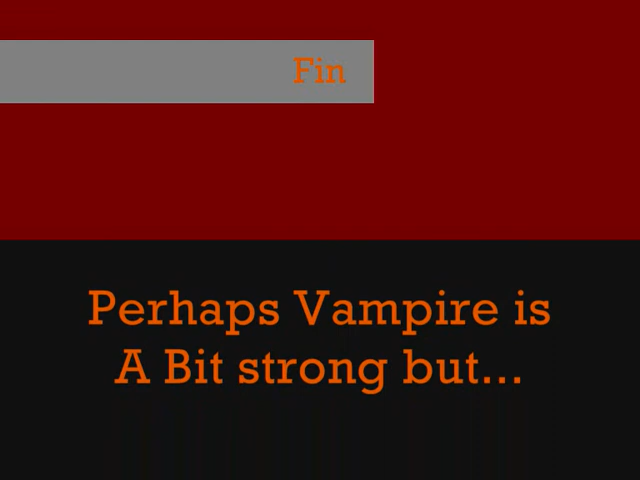 Fin
Perhaps Vampire is
A Bit strong but...